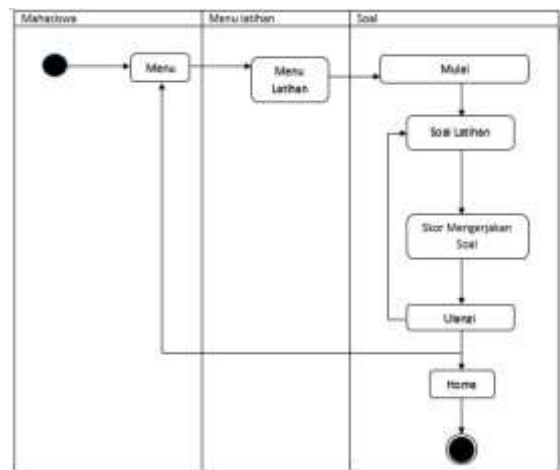 Mahasiswa
Menu latihan
Soal
Menu
Menu
Latihan
Mulai
Soal Latihan
Skor Mengerjakan
Soal
Ulangi
Home